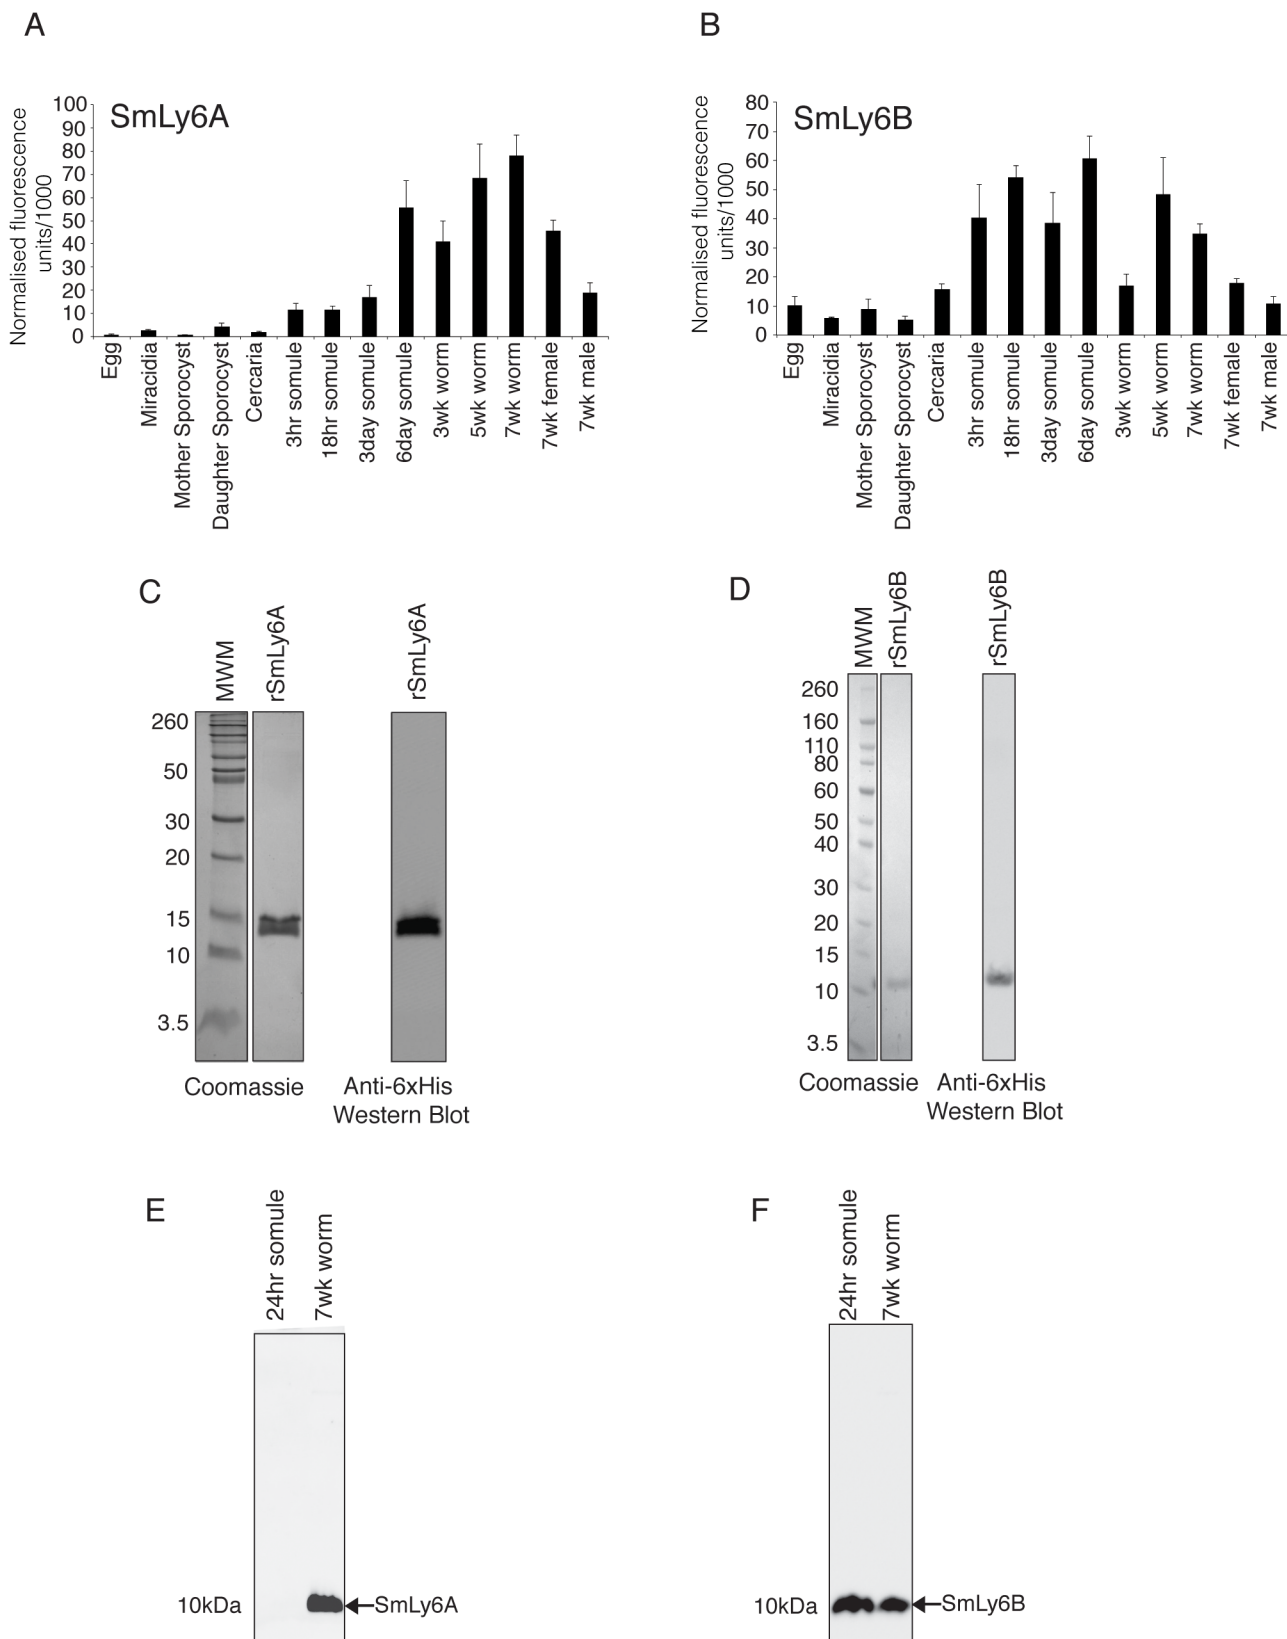 A
SmLy6A
Normalised fluorescence
units/1000
100
90
80
70
60
50
40
30
20
10
0
Egg
Miracidia
Mother Sporocyst
Daughter Sporocyst
Cercaria
3hr somule
18hr somule
3day somule
6day somule
3wk worm
5wk worm
7wk worm
7wk female
7wk male
B
SmLy6B
Normalised fluorescence
units/1000
80
70
60
50
40
30
20
10
0
Egg
Miracidia
Mother Sporocyst
Daughter Sporocyst
Cercaria
3hr somule
18hr somule
3day somule
6day somule
3wk worm
5wk worm
7wk worm
7wk female
7wk male
C
MWM
rSmLy6A
rSmLy6A
260
50
30
20
15
10
3.5
Coomassie
Anti-6xHis
Western Blot
D
MWM
rSmLy6B
rSmLy6B
260
160
110
80
60
50
40
30
20
15
10
3.5
Coomassie
Anti-6xHis
Western Blot
E
24hr somule
7wk worm
10kDa
SmLy6A
F
24hr somule
7wk worm
10kDa
SmLy6B